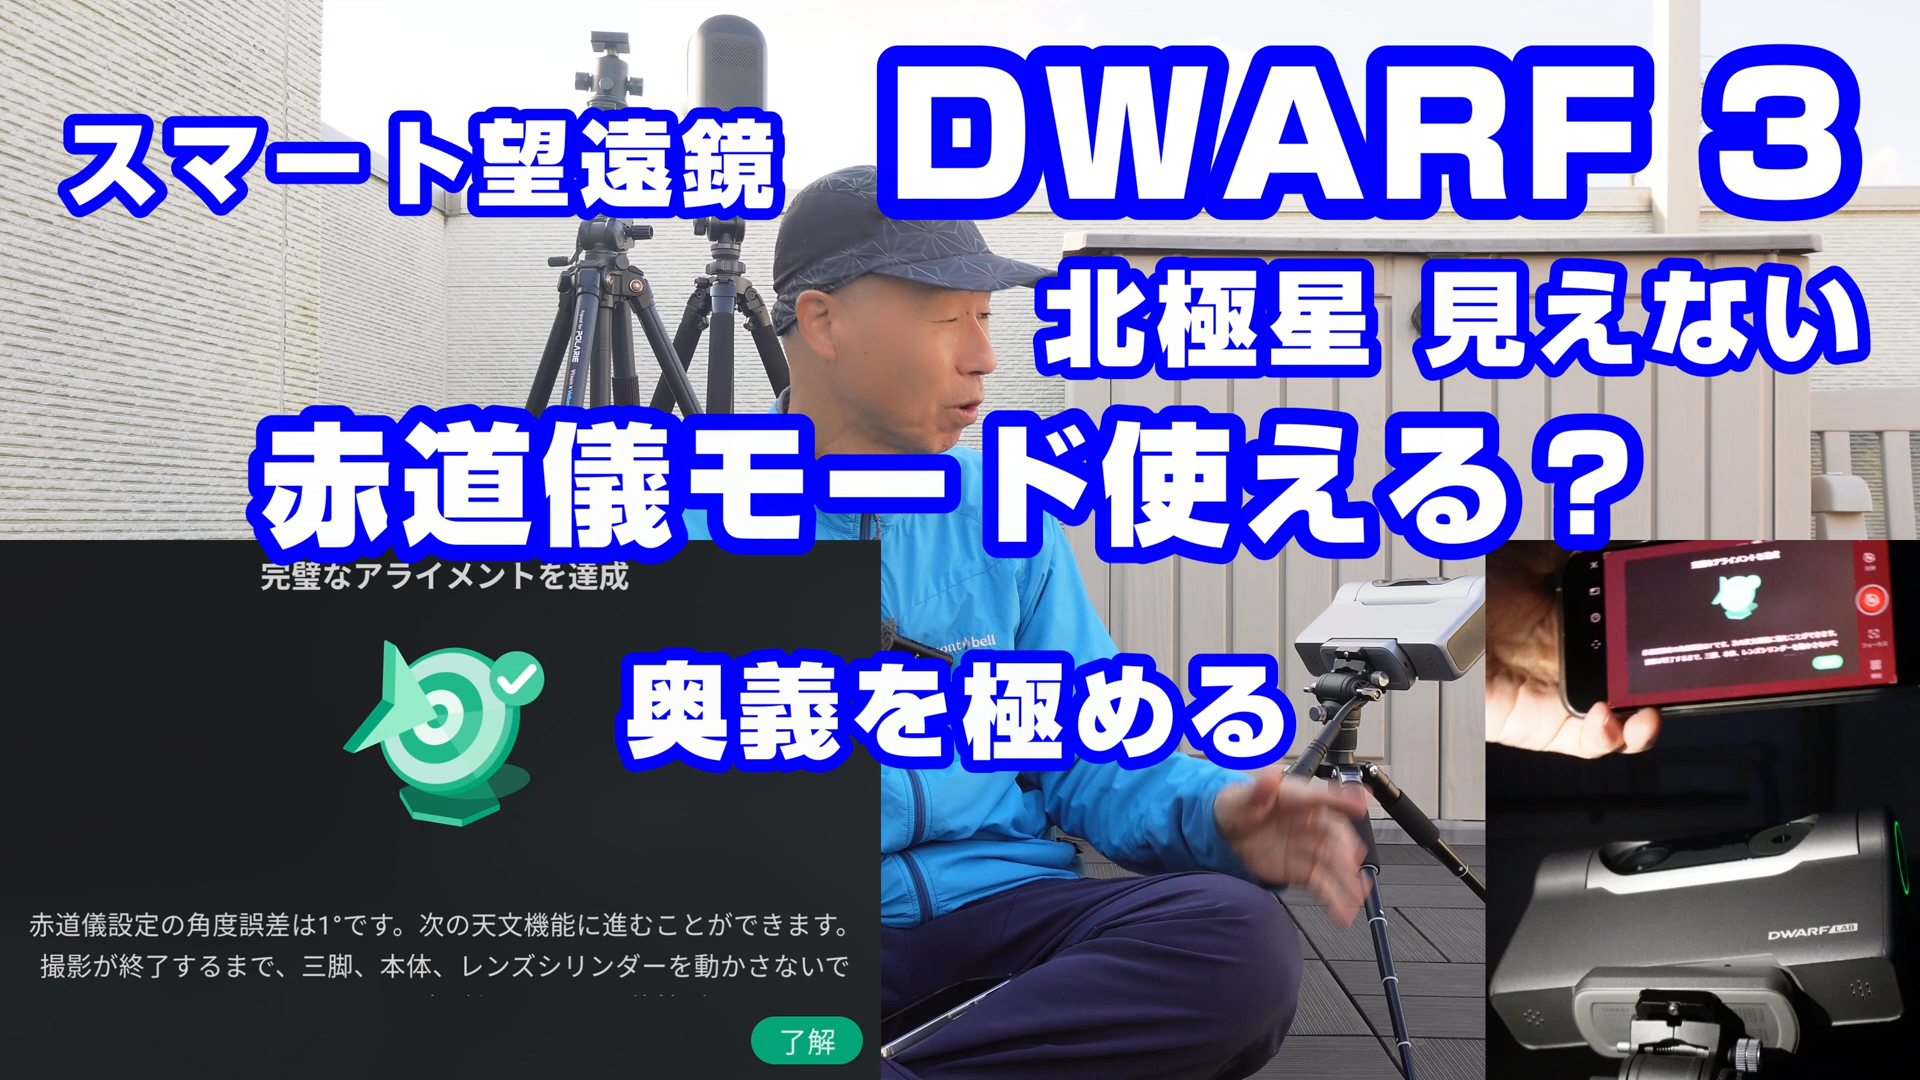 スマート望遠鏡
DWARF 3
北極星 見えない
赤道儀モード使える？
奥義を極める
完璧なアライメントを達成
赤道儀設定の角度誤差は1°です。次の天文機能に進むことができます。
撮影が終了するまで、三脚、本体、レンズシリンダーを動かさないで
了解
POLARIE
mont-bell
DWARF LAB